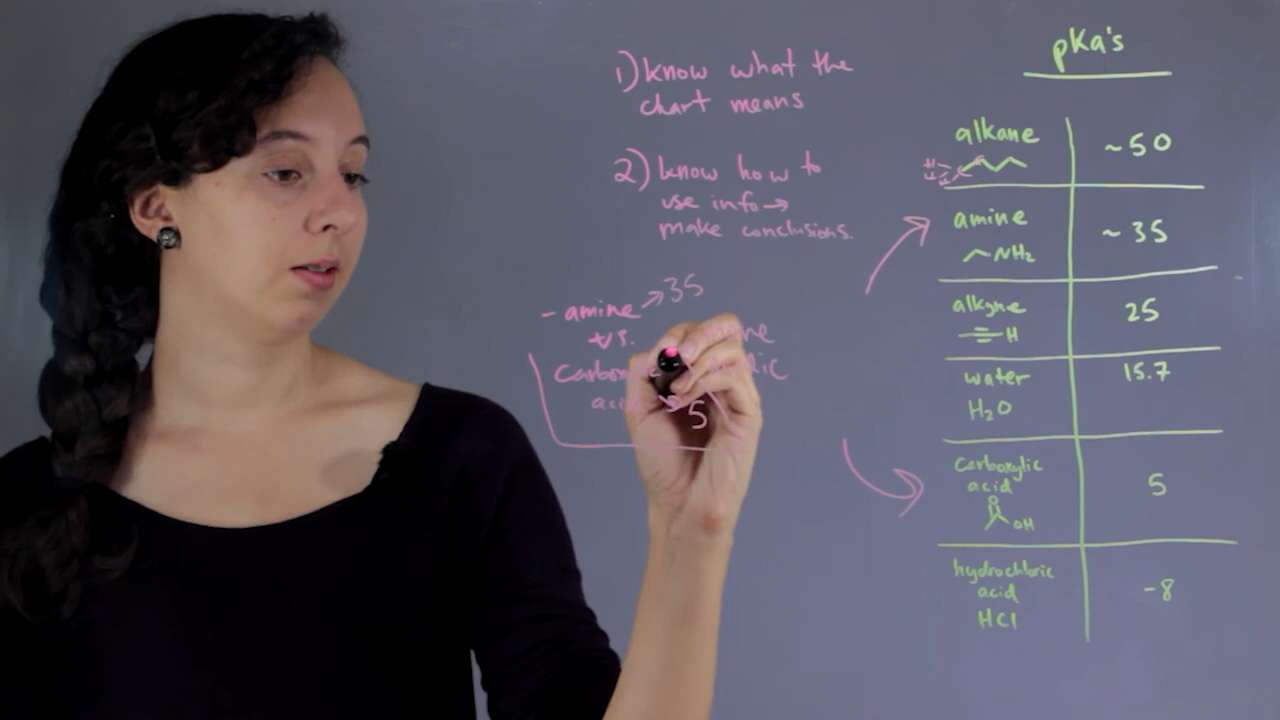 1) know what the
chart means
2) know how to
use info →
make conclusions.
- amine → 35
vs.
5
pKa's
alkane ~50
H
H
H
amine ~35
NH2
alkyne 25
≡H
water 15.7
H2O
carboxylic
acid 5
O
OH
hydrochloric
acid -8
HCl